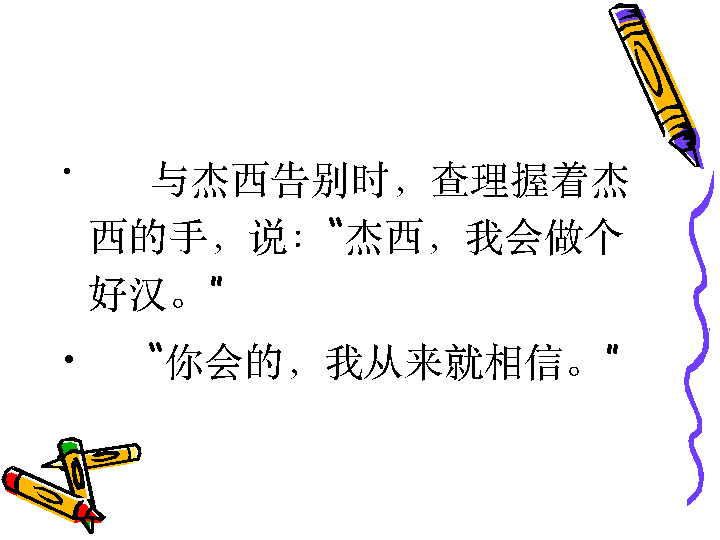 • 与杰西告别时，查理握着杰
西的手，说：“杰西，我会做个
好汉。”
• “你会的，我从来就相信。”